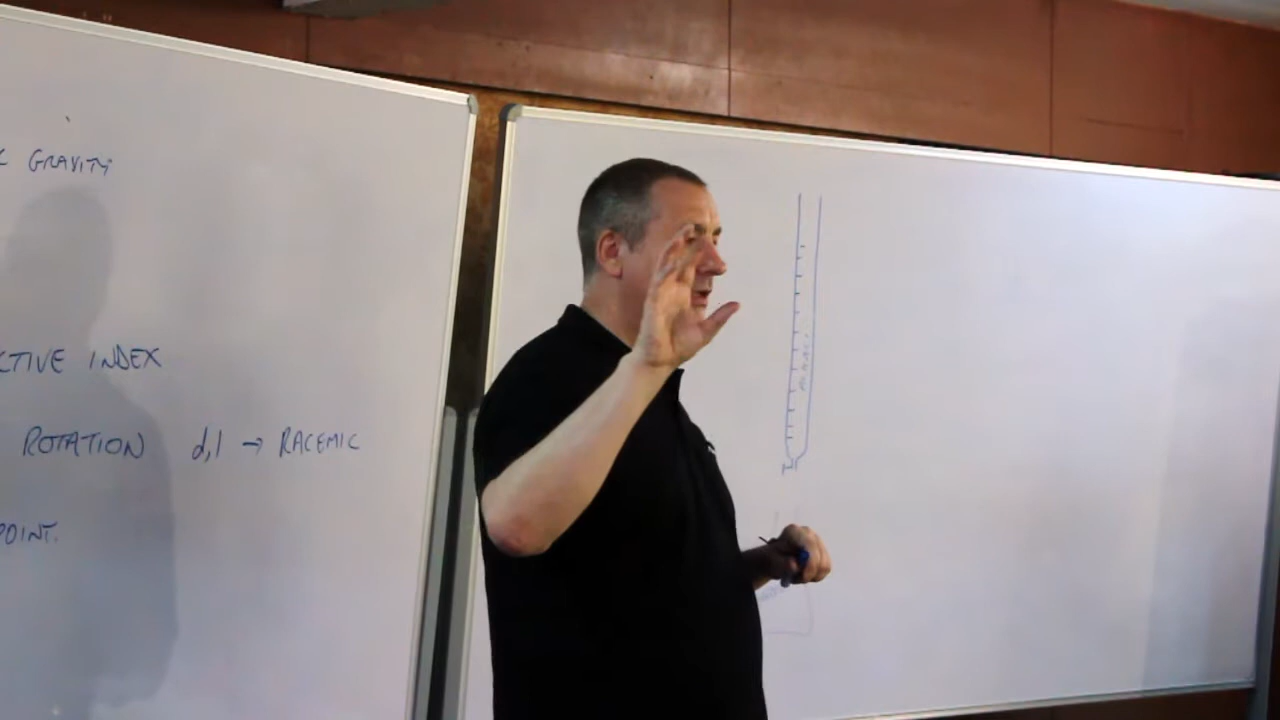 C GRAVITY
CTIVE INDEX
ROTATION d,l → RACEMIC
POINT.